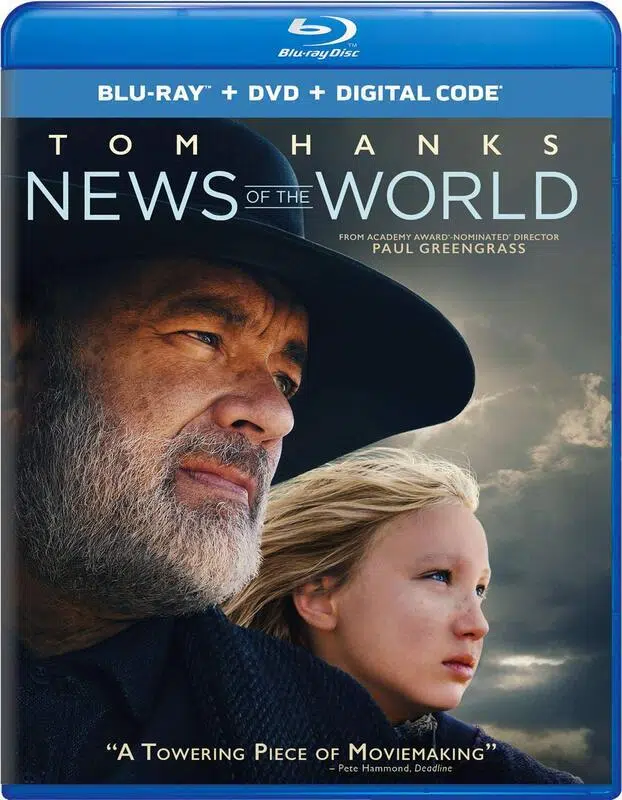 Blu-ray Disc™
BLU-RAY™ + DVD + DIGITAL CODE*
TOM HANKS
NEWS OF THE WORLD
FROM ACADEMY AWARD®-NOMINATED* DIRECTOR
PAUL GREENGRASS
“A TOWERING PIECE OF MOVIEMAKING”
– Pete Hammond, Deadline